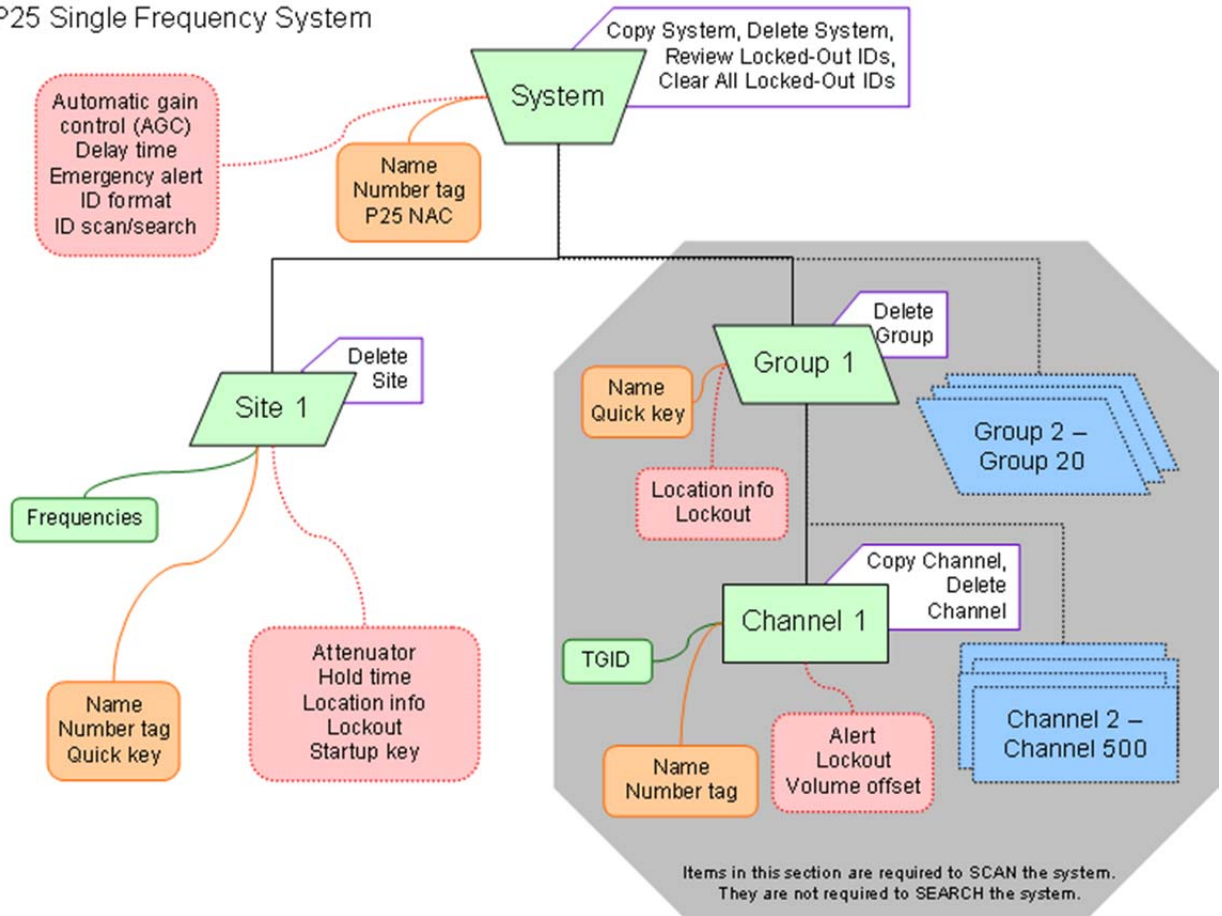 P25 Single Frequency System
Copy System, Delete System,
Review Locked-Out IDs,
Clear All Locked-Out IDs
System
Automatic gain
control (AGC)
Delay time
Emergency alert
ID format
ID scan/search
Name
Number tag
P25 NAC
Delete
Site
Site 1
Frequencies
Name
Number tag
Quick key
Attenuator
Hold time
Location info
Lockout
Startup key
Delete
Group
Group 1
Name
Quick key
Location info
Lockout
Group 2 –
Group 20
Copy Channel,
Delete
Channel
Channel 1
TGID
Name
Number tag
Alert
Lockout
Volume offset
Channel 2 –
Channel 500
Items in this section are required to SCAN the system.
They are not required to SEARCH the system.